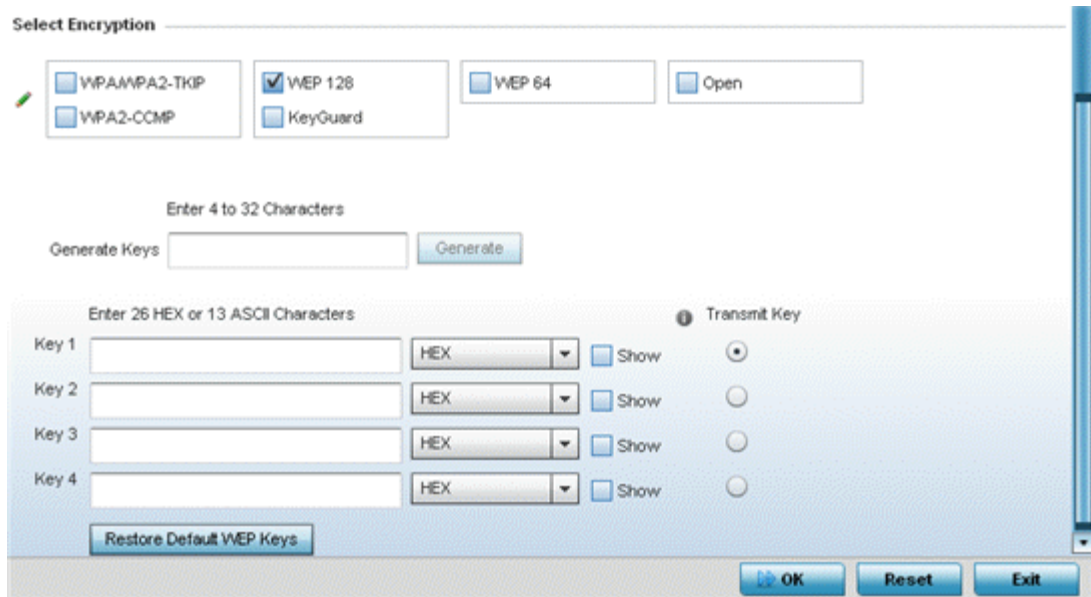 Select Encryption
WPA/WPA2-TKIP
WEP 128
WEP 64
Open
WPA2-CCMP
KeyGuard
Enter 4 to 32 Characters
Generate Keys
Generate
Enter 26 HEX or 13 ASCII Characters
Transmit Key
Key 1
HEX
Show
Key 2
HEX
Show
Key 3
HEX
Show
Key 4
HEX
Show
Restore Default WEP Keys
OK
Reset
Exit